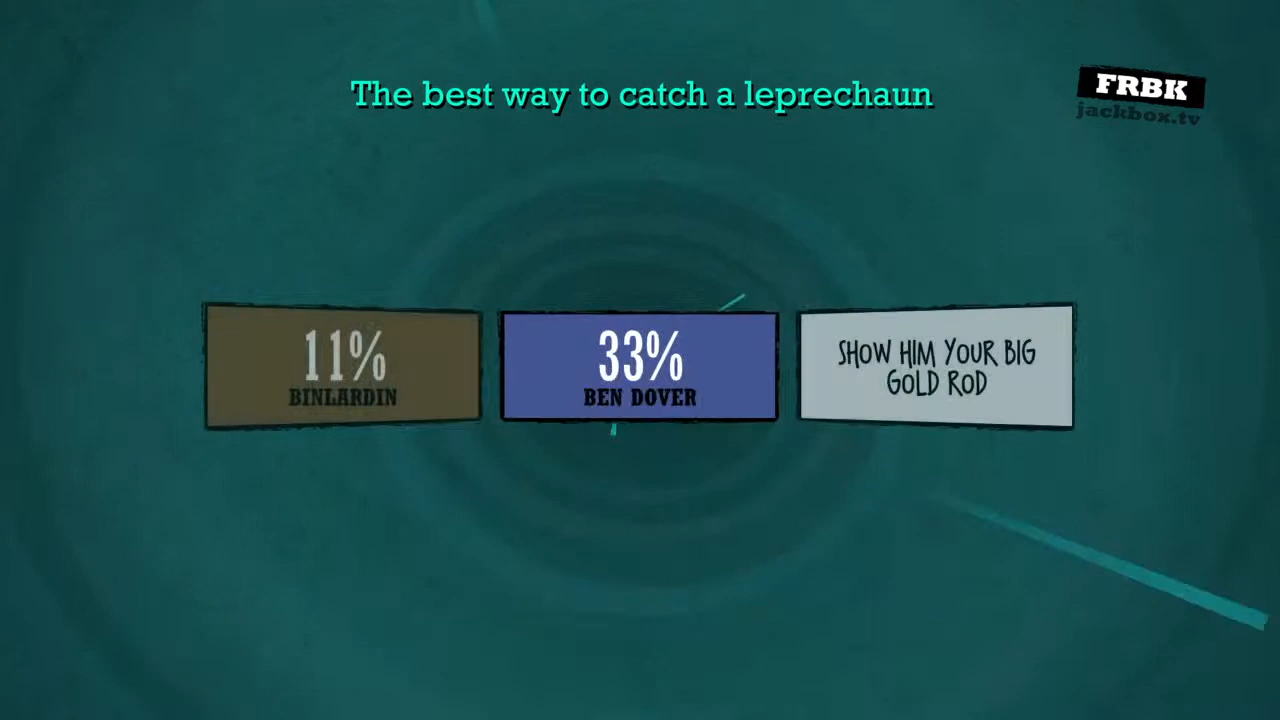 The best way to catch a leprechaun
FRBK
jackbox.tv
11%
BINLARDIN
33%
BEN DOVER
SHOW HIM YOUR BIG
GOLD ROD